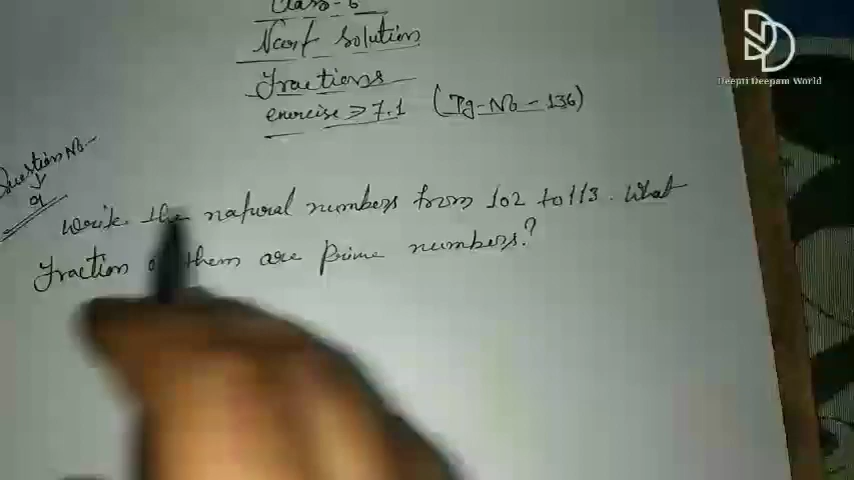 Class-6
Ncert Solution
Fractions
exercise > 7.1 (Pg-No - 136)
Question No-
9
Write the natural numbers from 102 to 113. What
fraction of them are prime numbers?
Deepti Deepam World